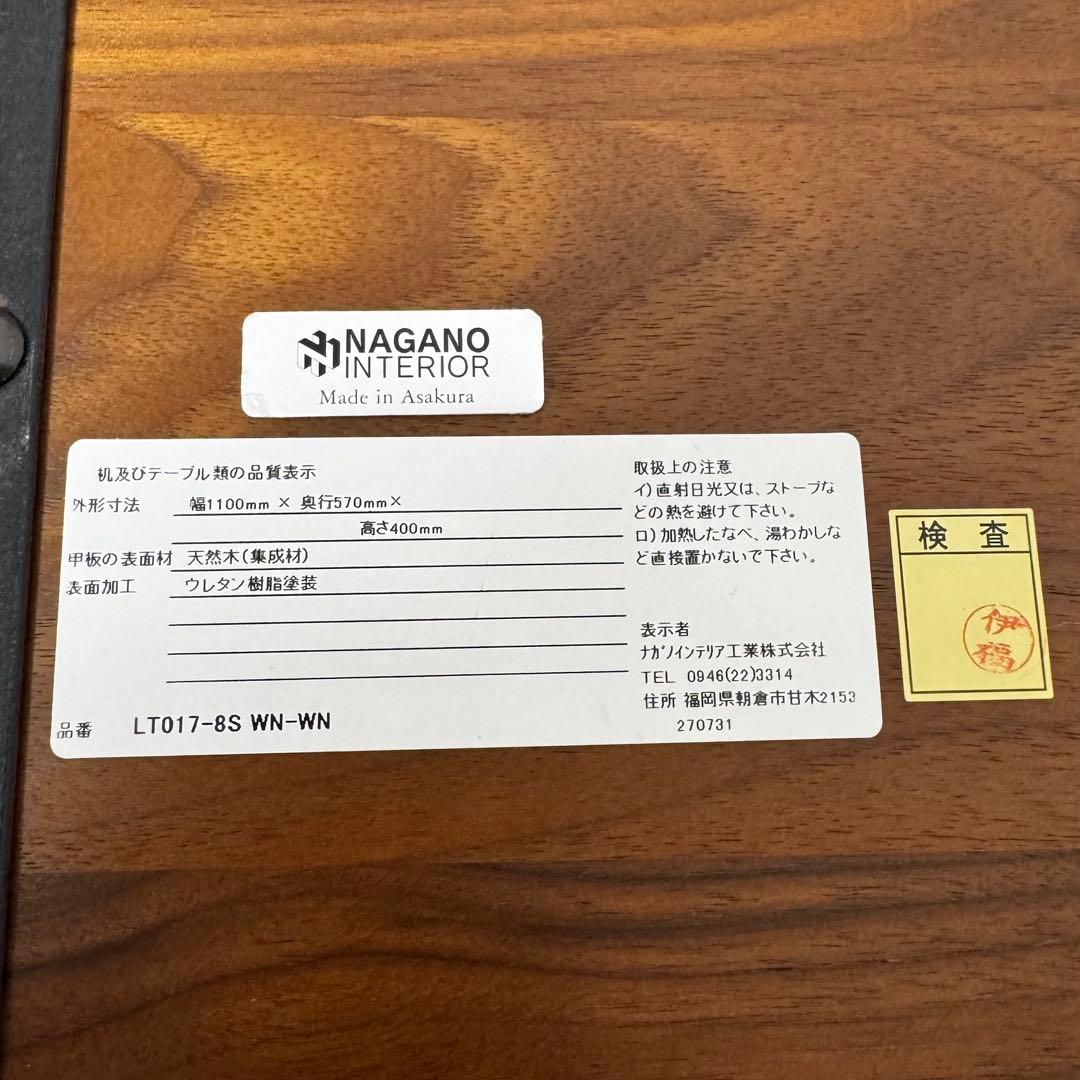 NAGANO
INTERIOR
Made in Asakura
机及びテーブル類の品質表示
外形寸法 幅1100mm × 奥行570mm×
高さ400mm
甲板の表面材 天然木(集成材)
表面加工 ウレタン樹脂塗装
品番 LT017-8S WN-WN
取扱上の注意
イ)直射日光又は、ストーブな
どの熱を避けて下さい。
ロ)加熱したなべ、湯わかしな
ど直接置かないで下さい。
表示者
ナガノインテリア工業株式会社
TEL 0946(22)3314
住所 福岡県朝倉市甘木2153
270731
検 査
伊
福